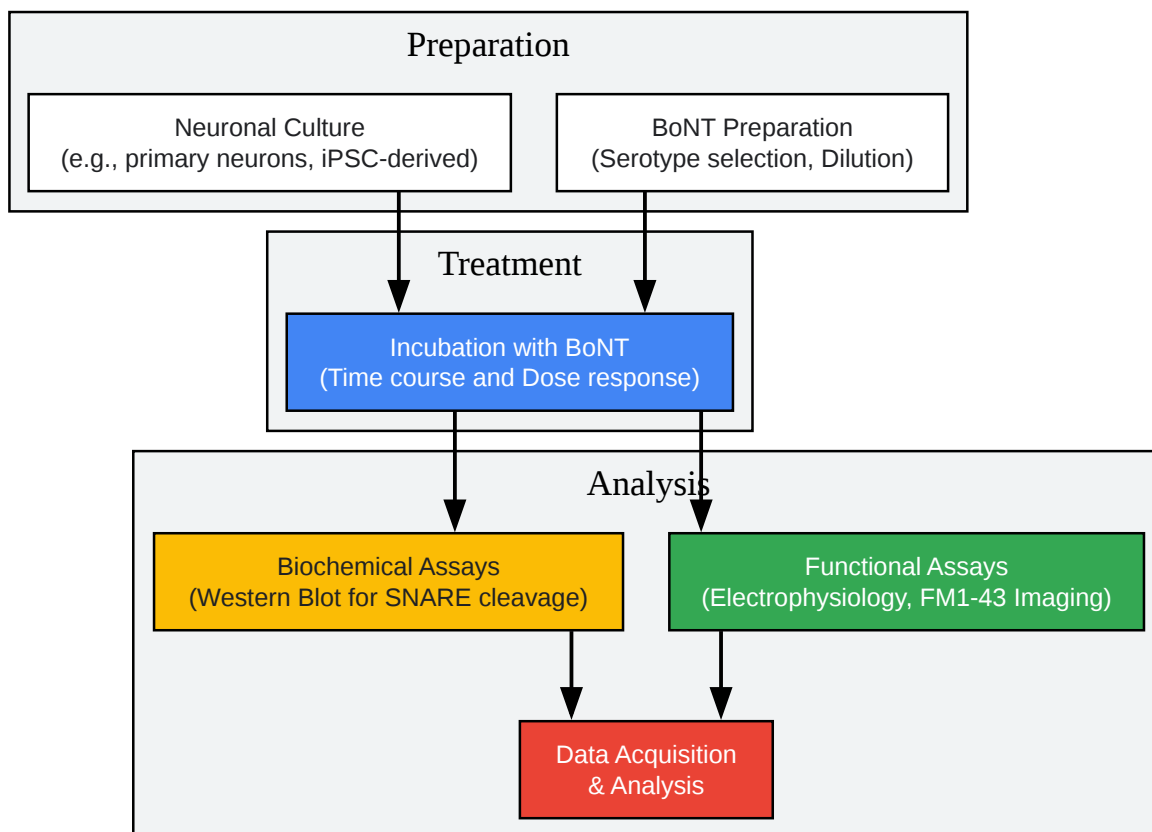 Preparation
Neuronal Culture
(e.g., primary neurons, iPSC-derived)
BoNT Preparation
(Serotype selection, Dilution)
Treatment
Incubation with BoNT
(Time course and Dose response)
Analysis
Biochemical Assays
(Western Blot for SNARE cleavage)
Functional Assays
(Electrophysiology, FM1-43 Imaging)
Data Acquisition
& Analysis